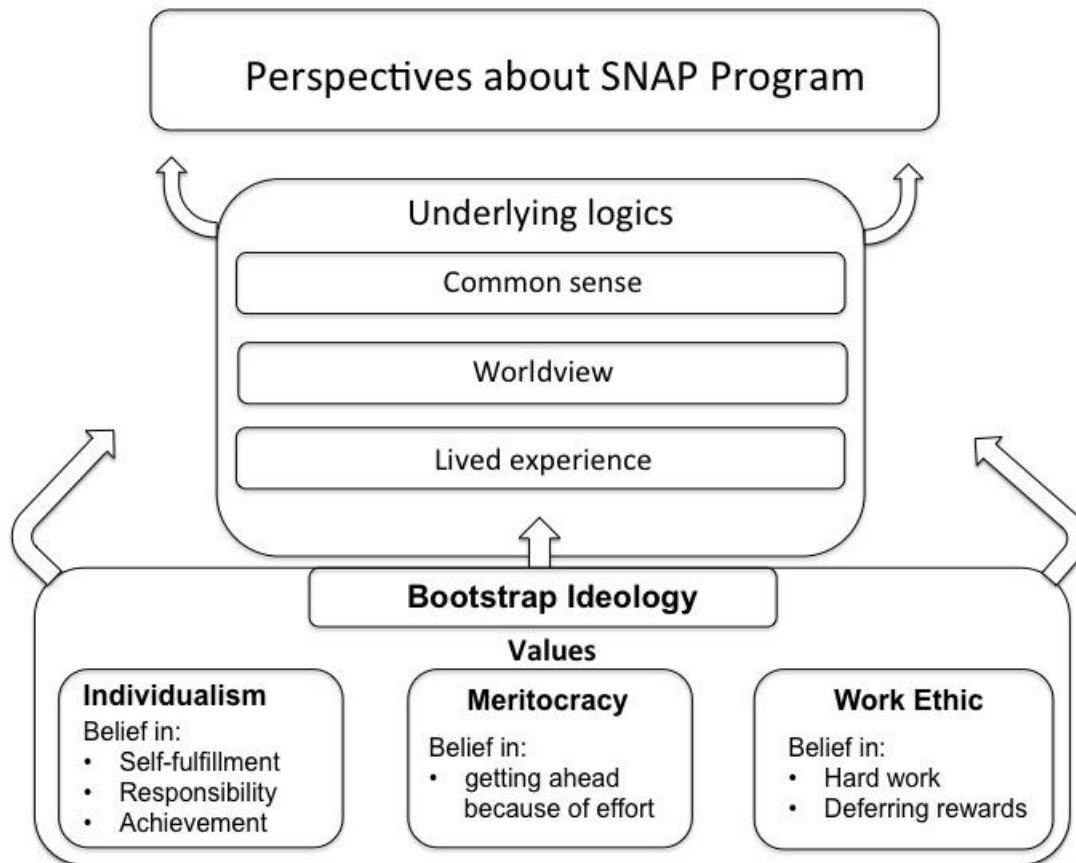 Perspectives about SNAP Program
Underlying logics
Common sense
Worldview
Lived experience
Bootstrap Ideology
Values
Individualism
Belief in:
• Self-fulfillment
• Responsibility
• Achievement
Meritocracy
Belief in:
• getting ahead
because of effort
Work Ethic
Belief in:
• Hard work
• Deferring rewards